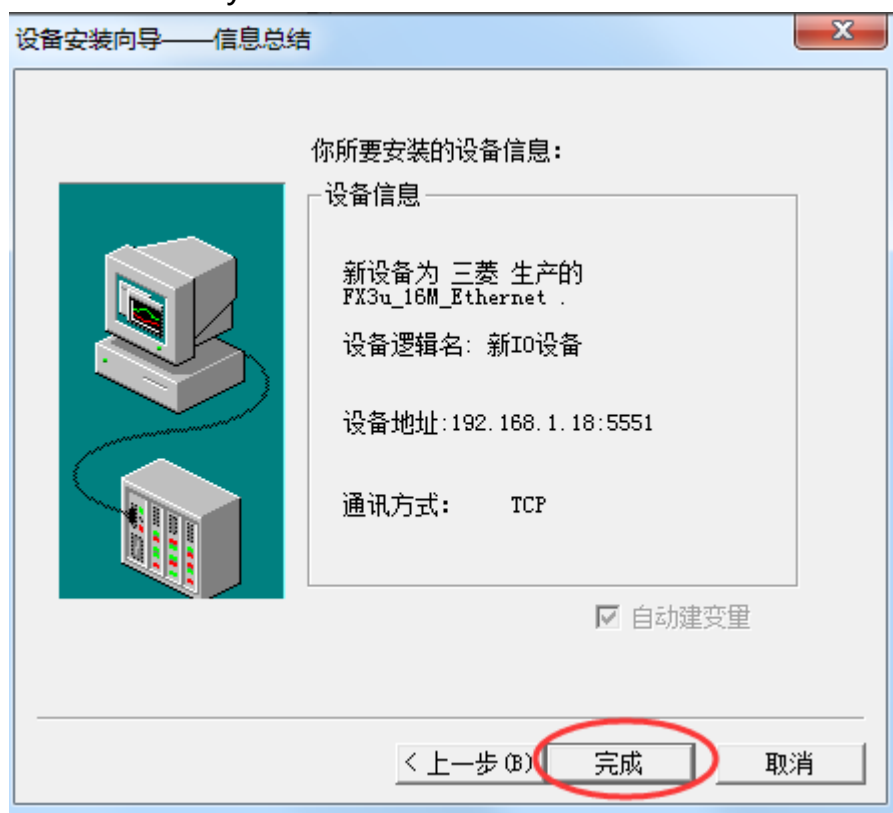 设备安装向导——信息总结
你所要安装的设备信息：
设备信息
新设备为 三菱 生产的
FX3u_16M_Ethernet .
设备逻辑名: 新IO设备
设备地址:192.168.1.18:5551
通讯方式： TCP
自动建变量
< 上一步(B) 完成 取消